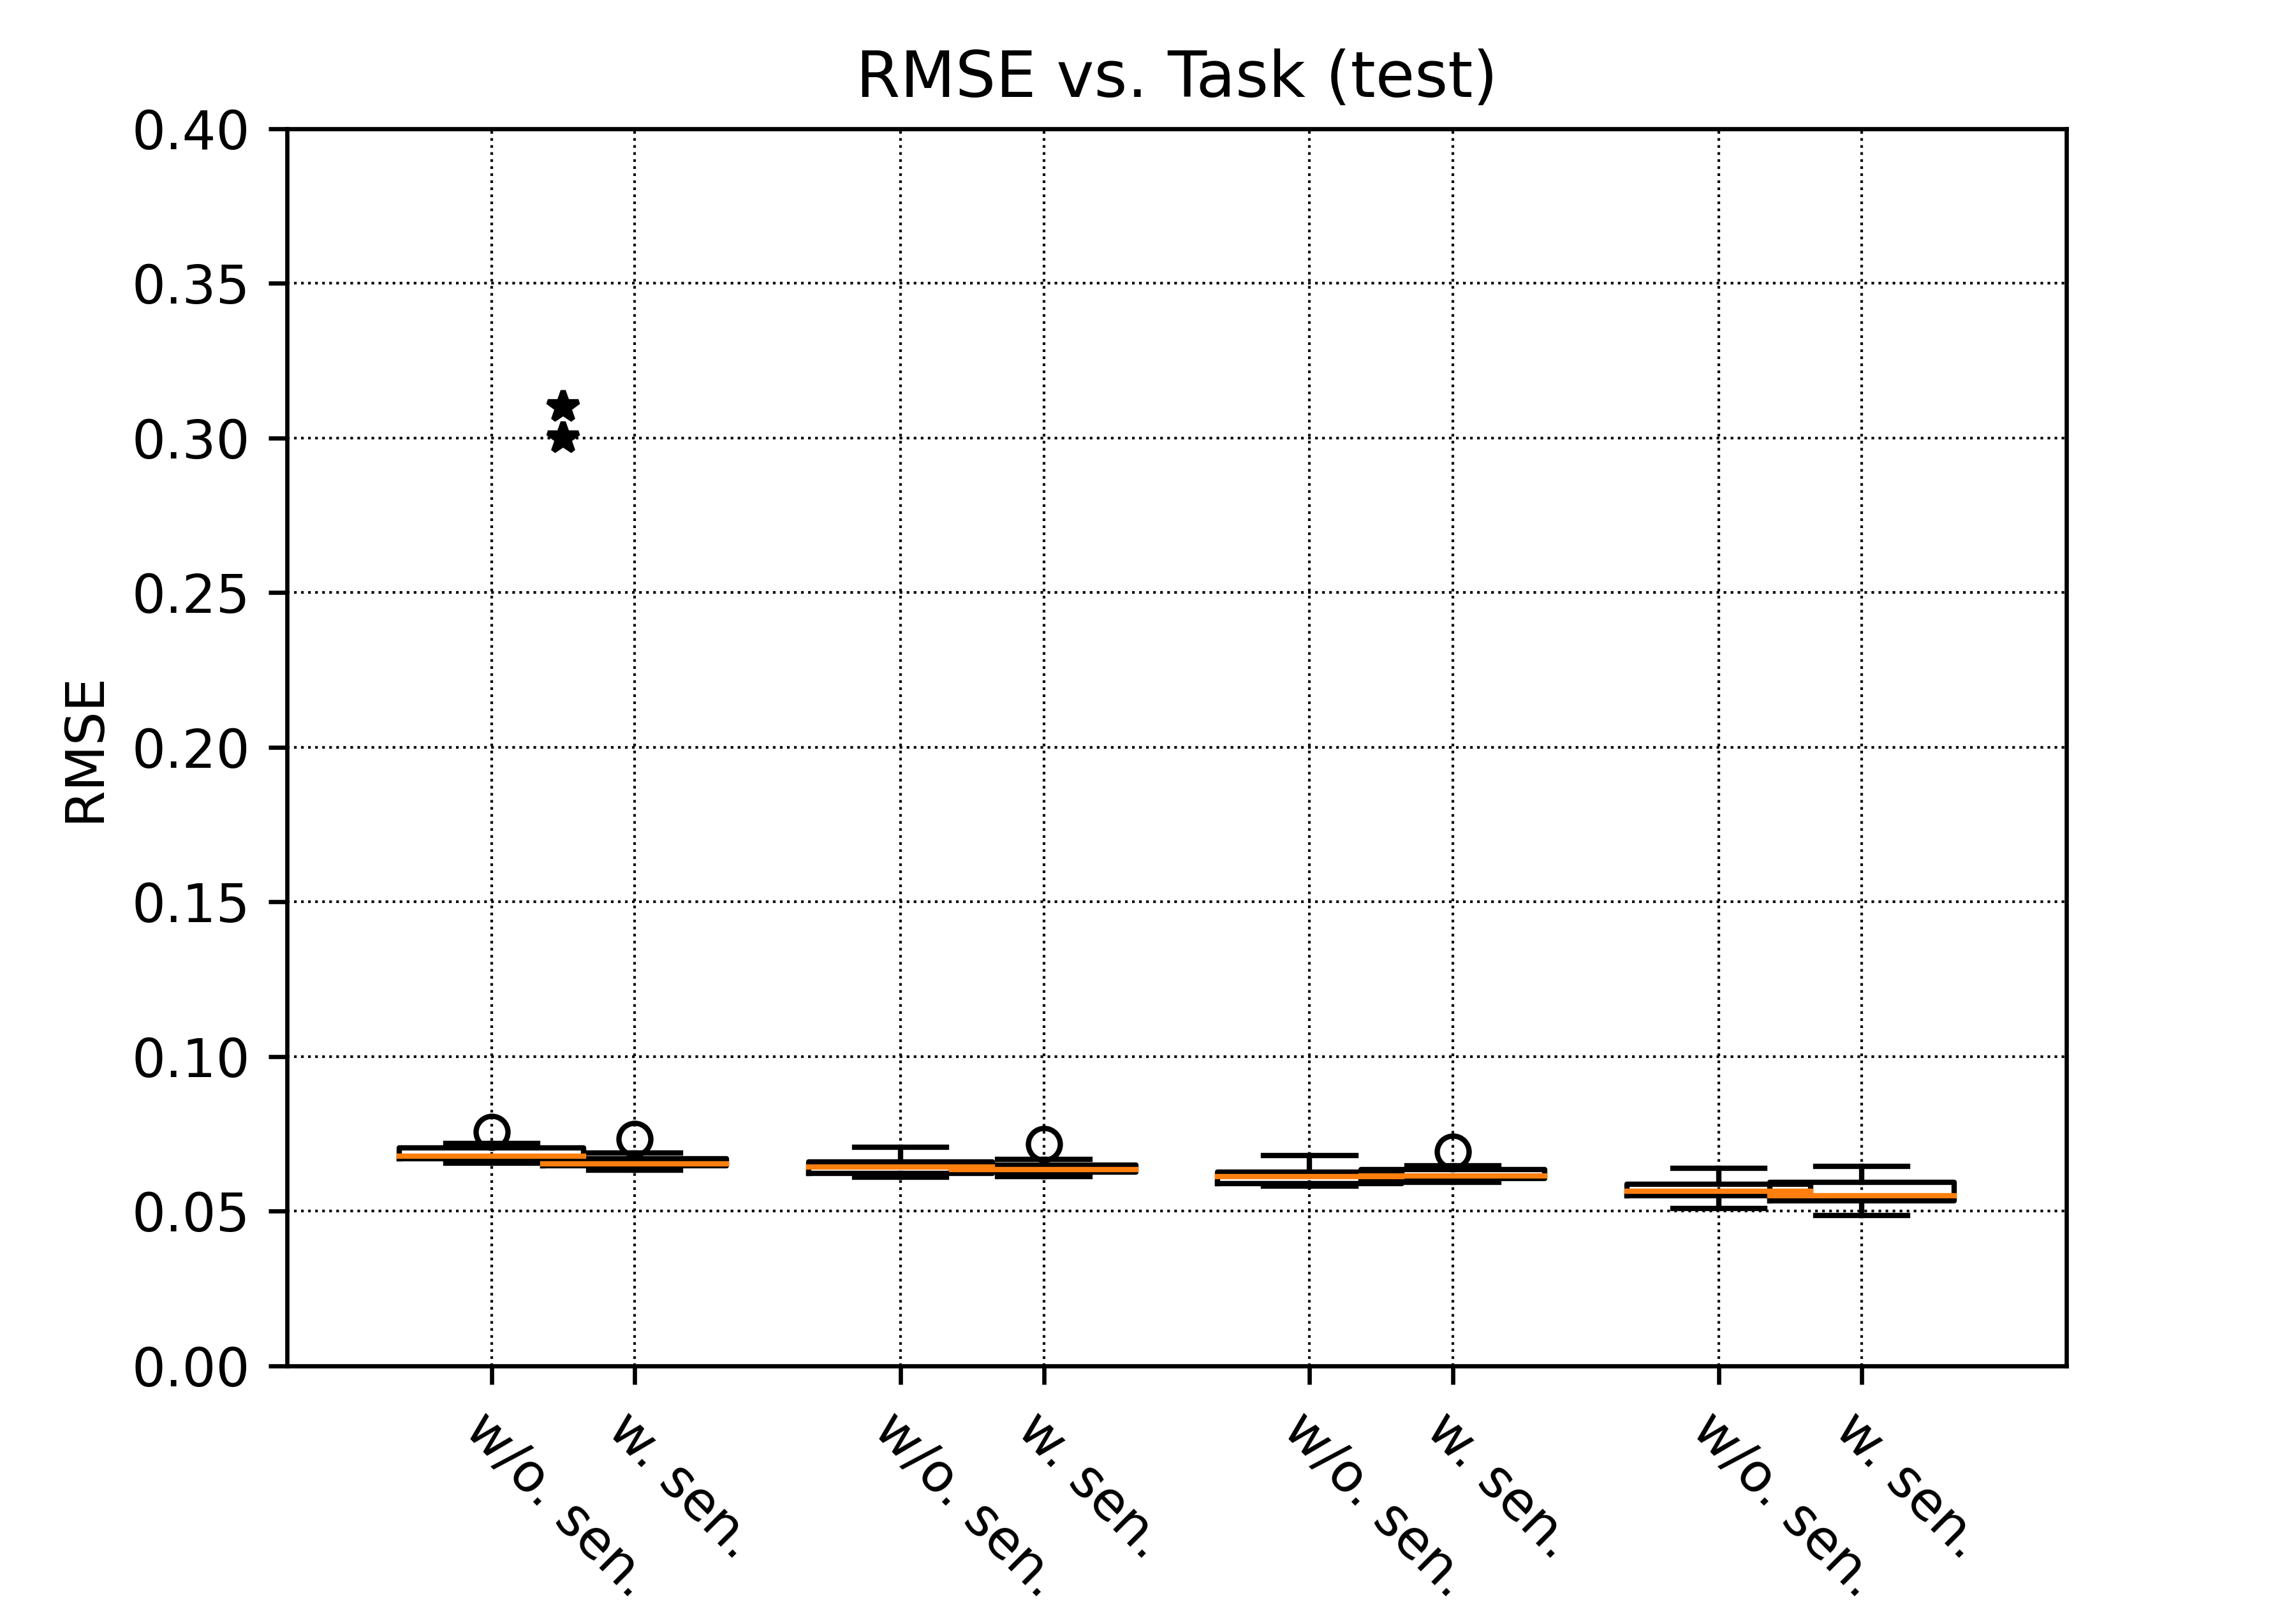 RMSE vs. Task (test)
0.40
0.35
0.30
0.25
0.20
0.15
0.10
0.05
0.00
RMSE
w/o. sen.
w. sen.
w/o. sen.
w. sen.
w/o. sen.
w. sen.
w/o. sen.
w. sen.